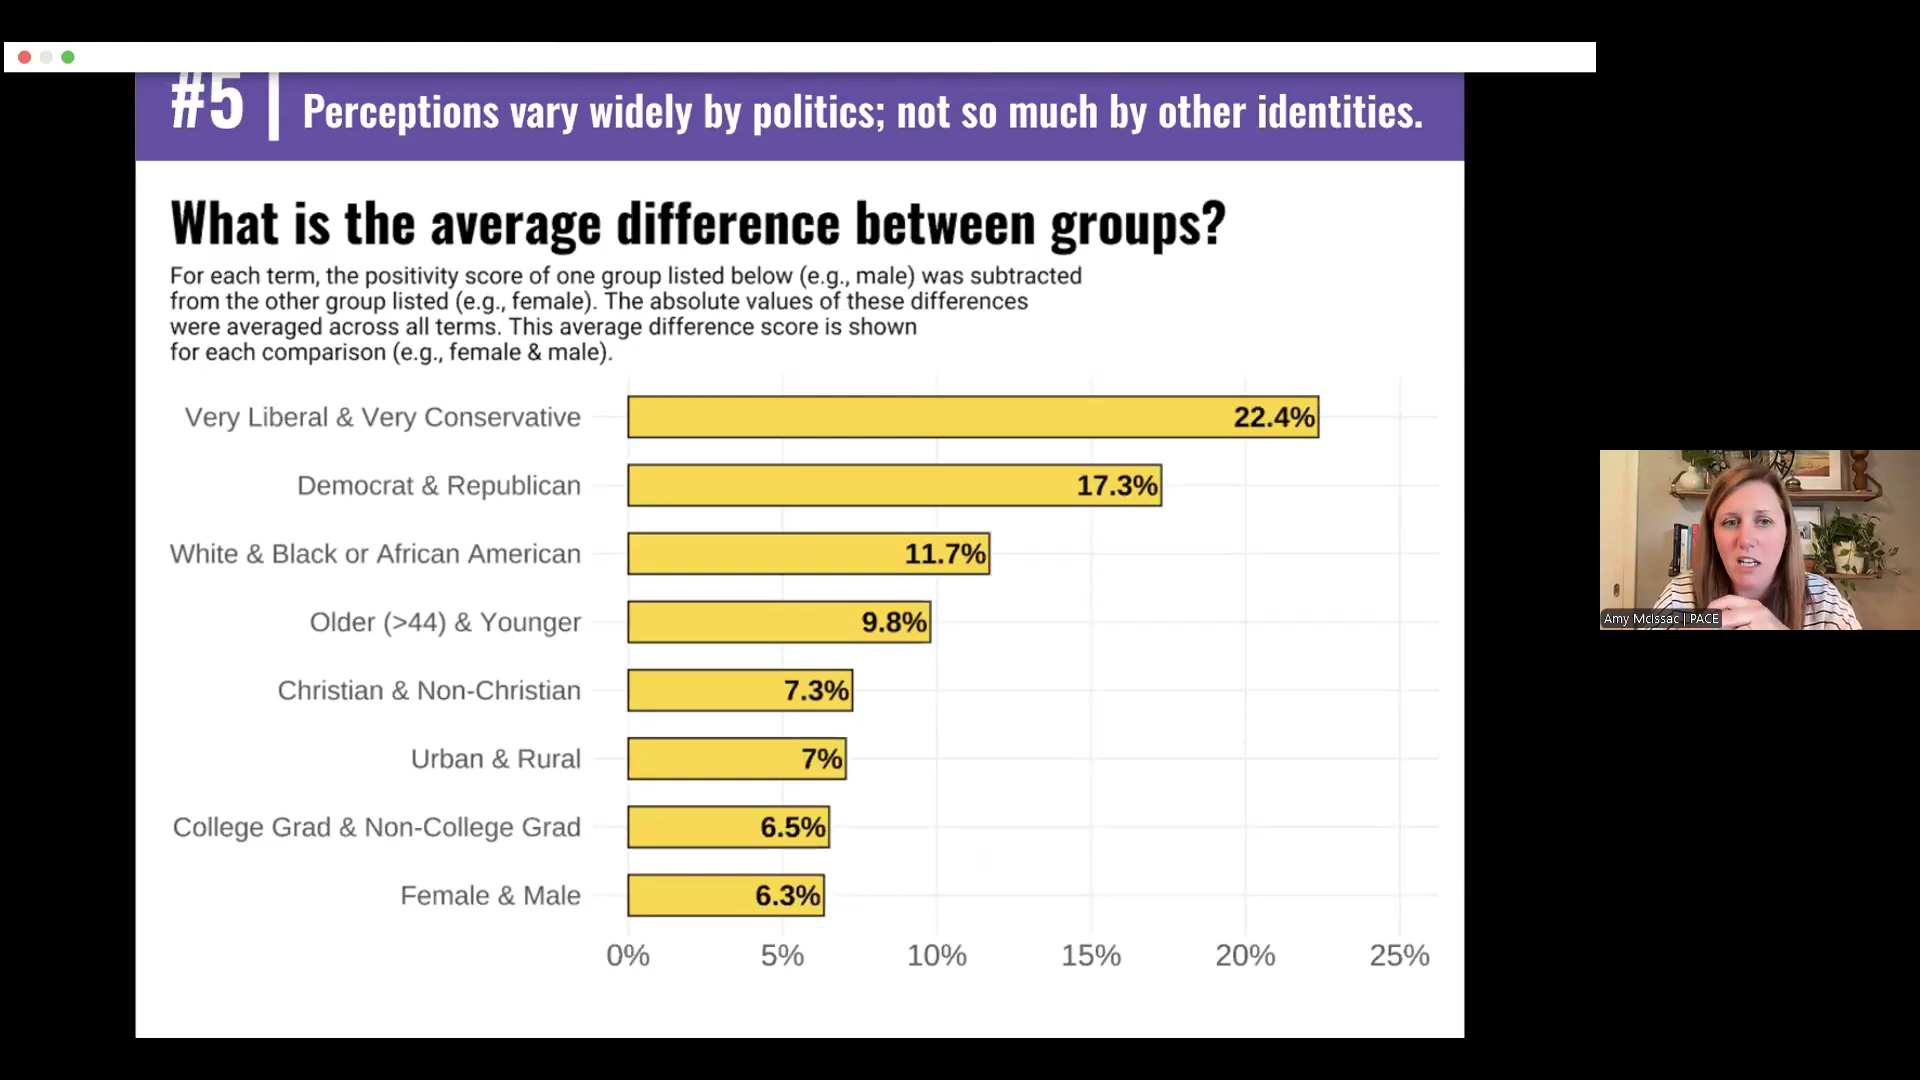 #5 | Perceptions vary widely by politics; not so much by other identities.
What is the average difference between groups?
For each term, the positivity score of one group listed below (e.g., male) was subtracted
from the other group listed (e.g., female). The absolute values of these differences
were averaged across all terms. This average difference score is shown
for each comparison (e.g., female & male).
Very Liberal & Very Conservative 22.4%
Democrat & Republican 17.3%
White & Black or African American 11.7%
Older (>44) & Younger 9.8%
Christian & Non-Christian 7.3%
Urban & Rural 7%
College Grad & Non-College Grad 6.5%
Female & Male 6.3%
0% 5% 10% 15% 20% 25%
Amy McIssac | PACE